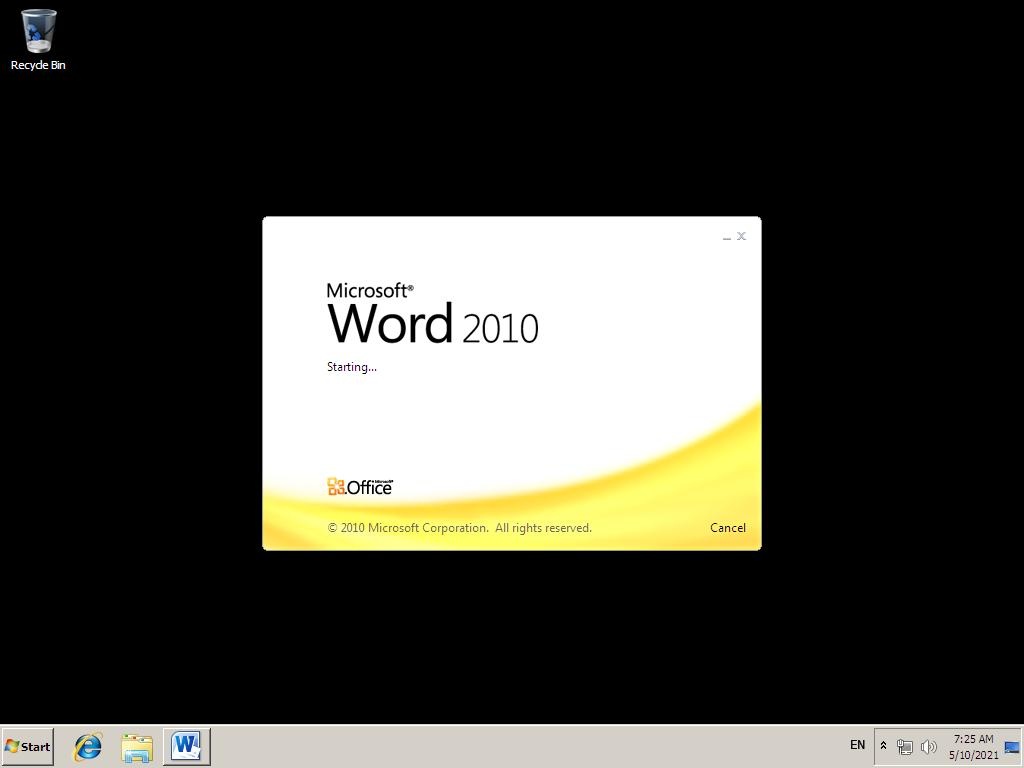 Recycle Bin
Microsoft®
Word 2010
Starting...
Office
© 2010 Microsoft Corporation. All rights reserved.
Cancel
Start
EN
7:25 AM
5/10/2021